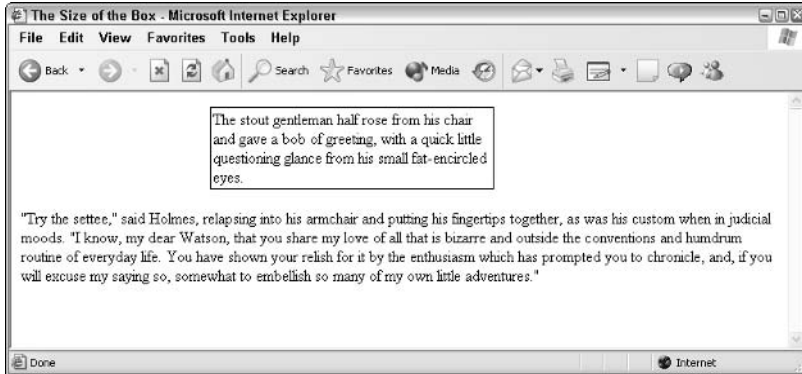 The Size of the Box - Microsoft Internet Explorer
File Edit View Favorites Tools Help
Back Search Favorites Media
The stout gentleman half rose from his chair
and gave a bob of greeting, with a quick little
questioning glance from his small fat-encircled
eyes.
"Try the settee," said Holmes, relapsing into his armchair and putting his fingertips together, as was his custom when in judicial
moods. "I know, my dear Watson, that you share my love of all that is bizarre and outside the conventions and humdrum
routine of everyday life. You have shown your relish for it by the enthusiasm which has prompted you to chronicle, and, if you
will excuse my saying so, somewhat to embellish so many of my own little adventures."
Done Internet